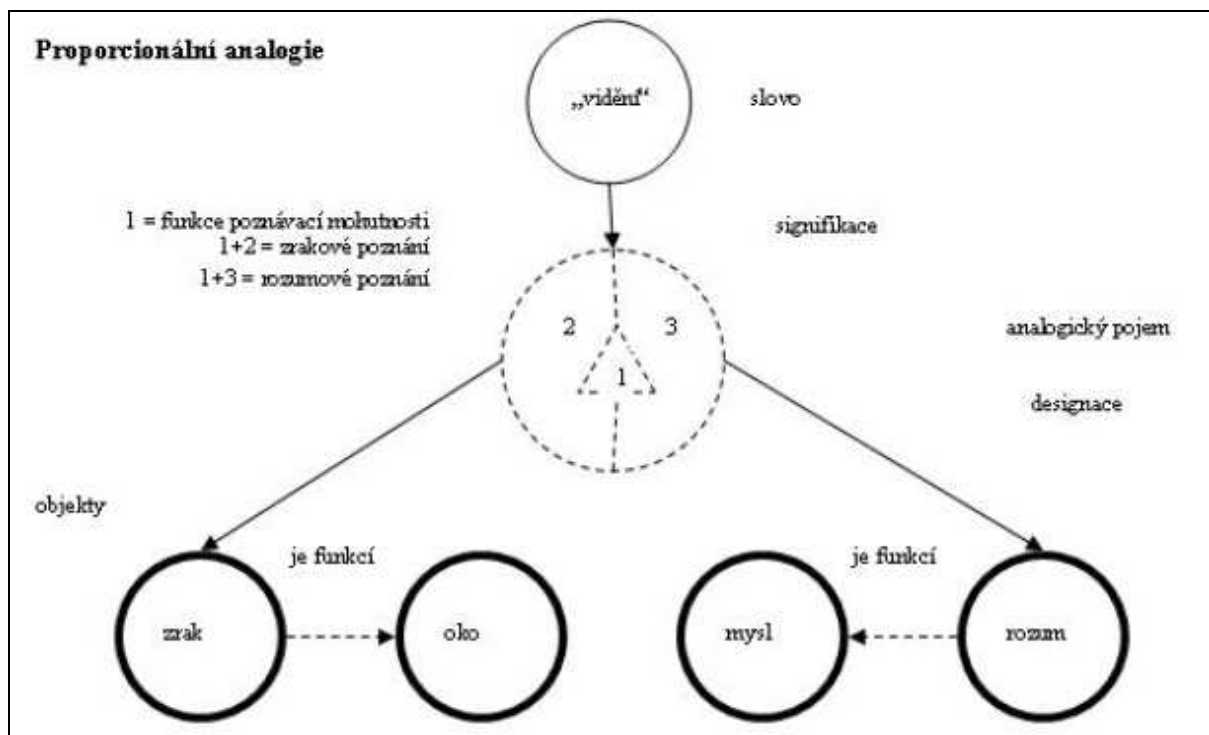 Proporcionální analogie
„vidění“
slovo
1 = funkce poznávací mohutnosti
1+2 = zrakové poznání
1+3 = rozumové poznání
signifikace
2
3
1
analogický pojem
designace
objekty
je funkcí
je funkcí
zrak
oko
mysl
rozum